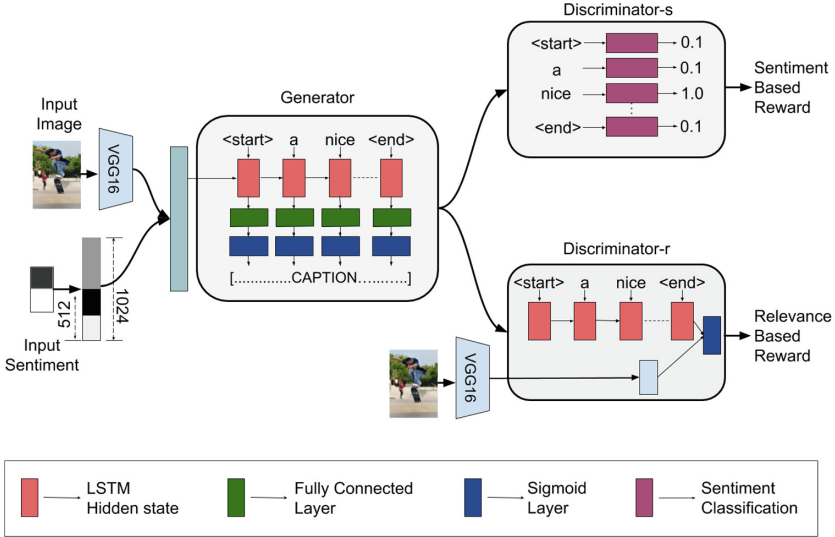 Discriminator-s
<start>
0.1
a
0.1
nice
1.0
<end>
0.1
Sentiment
Based
Reward
Input
Image
VGG16
Generator
<start> a nice <end>
[..............CAPTION...........]
512
1024
Input
Sentiment
Discriminator-r
<start> a nice <end>
VGG16
Relevance
Based
Reward
LSTM
Hidden state
Fully Connected
Layer
Sigmoid
Layer
Sentiment
Classification